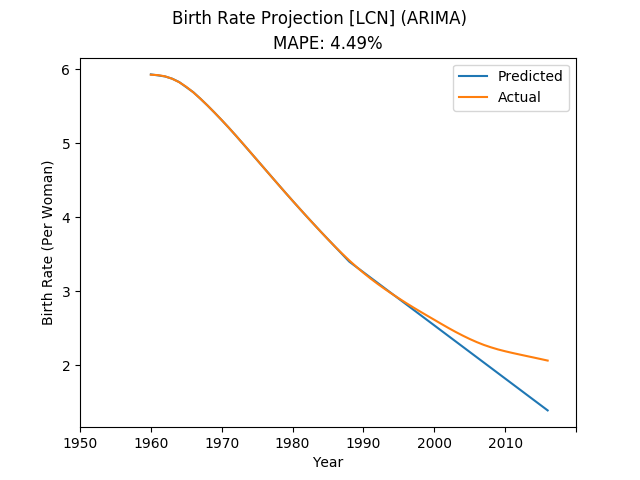 Birth Rate Projection [LCN] (ARIMA)
MAPE: 4.49%
Predicted
Actual
Birth Rate (Per Woman)
6
5
4
3
2
1950 1960 1970 1980 1990 2000 2010
Year